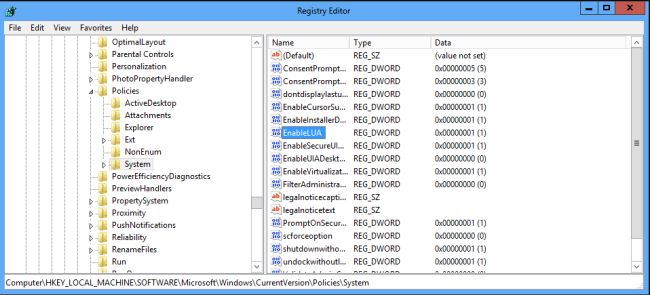 Registry Editor
File Edit View Favorites Help
OptimalLayout
Parental Controls
Personalization
PhotoPropertyHandler
Policies
ActiveDesktop
Attachments
Explorer
Ext
NonEnum
System
PowerEfficiencyDiagnostics
PreviewHandlers
PropertySystem
Proximity
PushNotifications
Reliability
RenameFiles
Run
Name Type Data
(Default) REG_SZ (value not set)
ConsentPrompt... REG_DWORD 0x00000005 (5)
ConsentPrompt... REG_DWORD 0x00000003 (3)
dontdisplaylastu... REG_DWORD 0x00000000 (0)
EnableCursorSu... REG_DWORD 0x00000001 (1)
EnableInstallerD... REG_DWORD 0x00000001 (1)
EnableLUA REG_DWORD 0x00000001 (1)
EnableSecureUI... REG_DWORD 0x00000001 (1)
EnableUIADeskt... REG_DWORD 0x00000000 (0)
EnableVirtualizat... REG_DWORD 0x00000001 (1)
FilterAdministra... REG_DWORD 0x00000000 (0)
legalnoticecapti... REG_SZ
legalnoticetext REG_SZ
PromptOnSecur... REG_DWORD 0x00000001 (1)
scforceoption REG_DWORD 0x00000000 (0)
shutdownwitho... REG_DWORD 0x00000001 (1)
undockwithoutl... REG_DWORD 0x00000001 (1)
Computer\HKEY_LOCAL_MACHINE\SOFTWARE\Microsoft\Windows\CurrentVersion\Policies\System